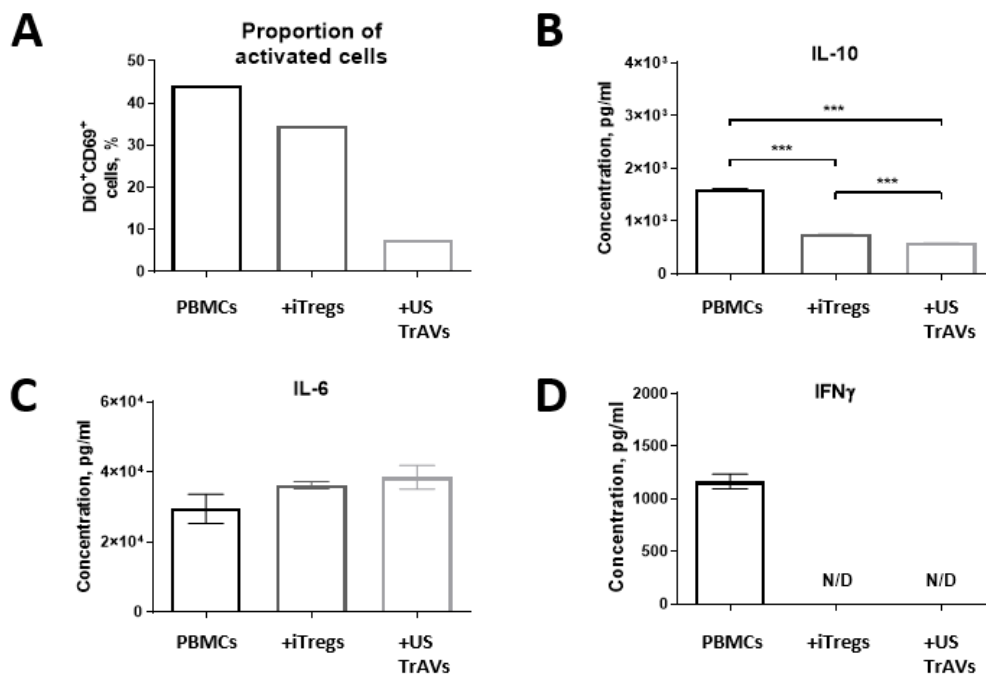 A
Proportion of
activated cells
DiO⁺CD69⁺
cells, %
50
40
30
20
10
0
PBMCs
+iTregs
+US
TrAVs
B
IL-10
Concentration, pg/ml
4×10³
3×10³
2×10³
1×10³
0
***
***
***
PBMCs
+iTregs
+US
TrAVs
C
IL-6
Concentration, pg/ml
6×10⁴
4×10⁴
2×10⁴
0
PBMCs
+iTregs
+US
TrAVs
D
IFNγ
Concentration, pg/ml
2000
1500
1000
500
0
N/D
N/D
PBMCs
+iTregs
+US
TrAVs